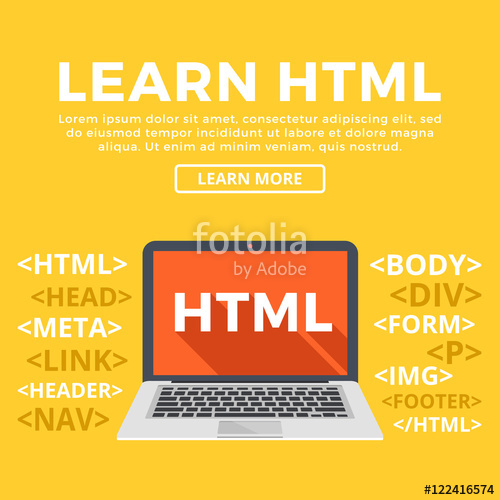 LEARN HTML
Lorem ipsum dolor sit amet, consectetur adipiscing elit, sed
do eiusmod tempor incididunt ut labore et dolore magna
aliqua. Ut enim ad minim veniam, quis nostrud.
LEARN MORE
fotolia
by Adobe
HTML
<HTML>
<HEAD>
<META>
<LINK>
<HEADER>
<NAV>
<BODY>
<DIV>
<FORM>
<P>
<IMG>
<FOOTER>
</HTML>
#122416574